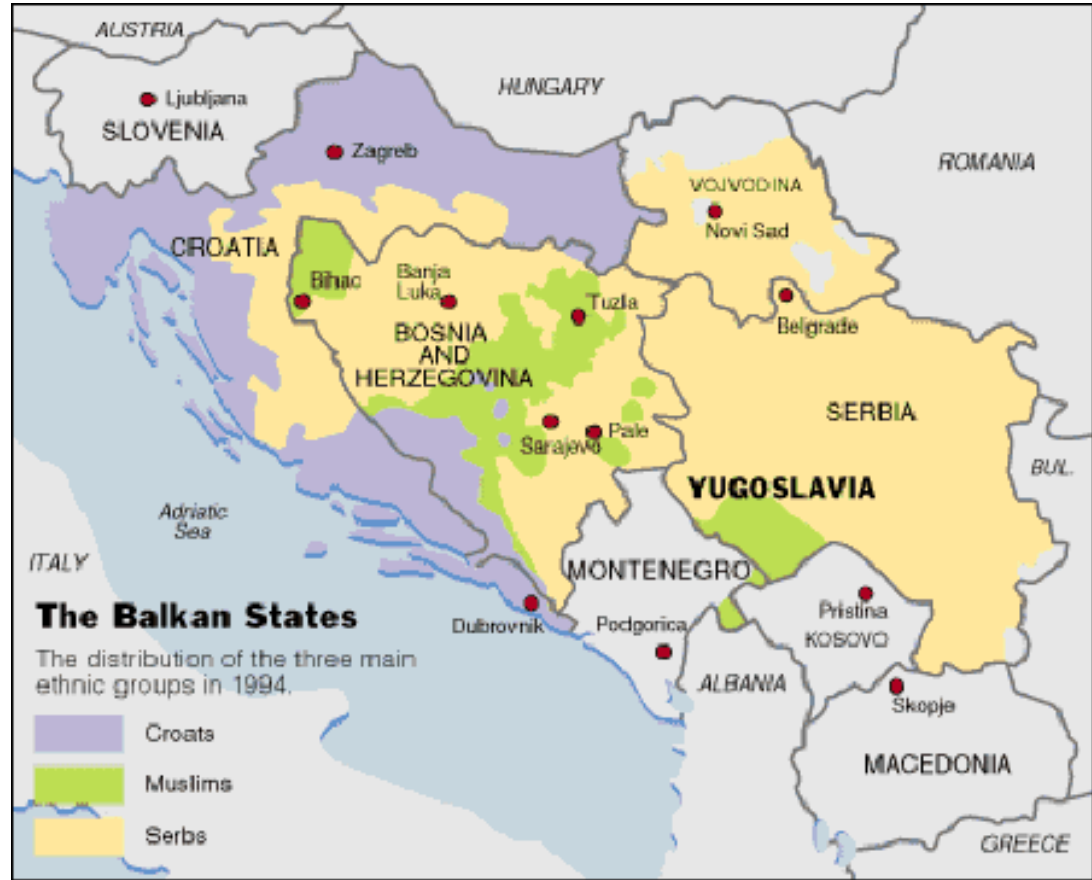 AUSTRIA
HUNGARY
Ljubljana
SLOVENIA
Zagreb
ROMANIA
VOJVODINA
Novi Sad
CROATIA
Bihac
Banja
Luka
Tuzla
Belgrade
BOSNIA
AND
HERZEGOVINA
SERBIA
Sarajevo
Pale
BUL.
YUGOSLAVIA
Adriatic
Sea
ITALY
MONTENEGRO
Dubrovnik
Podgorica
Pristina
KOSOVO
ALBANIA
Skopje
MACEDONIA
GREECE
The Balkan States
The distribution of the three main
ethnic groups in 1994.
Croats
Muslims
Serbs